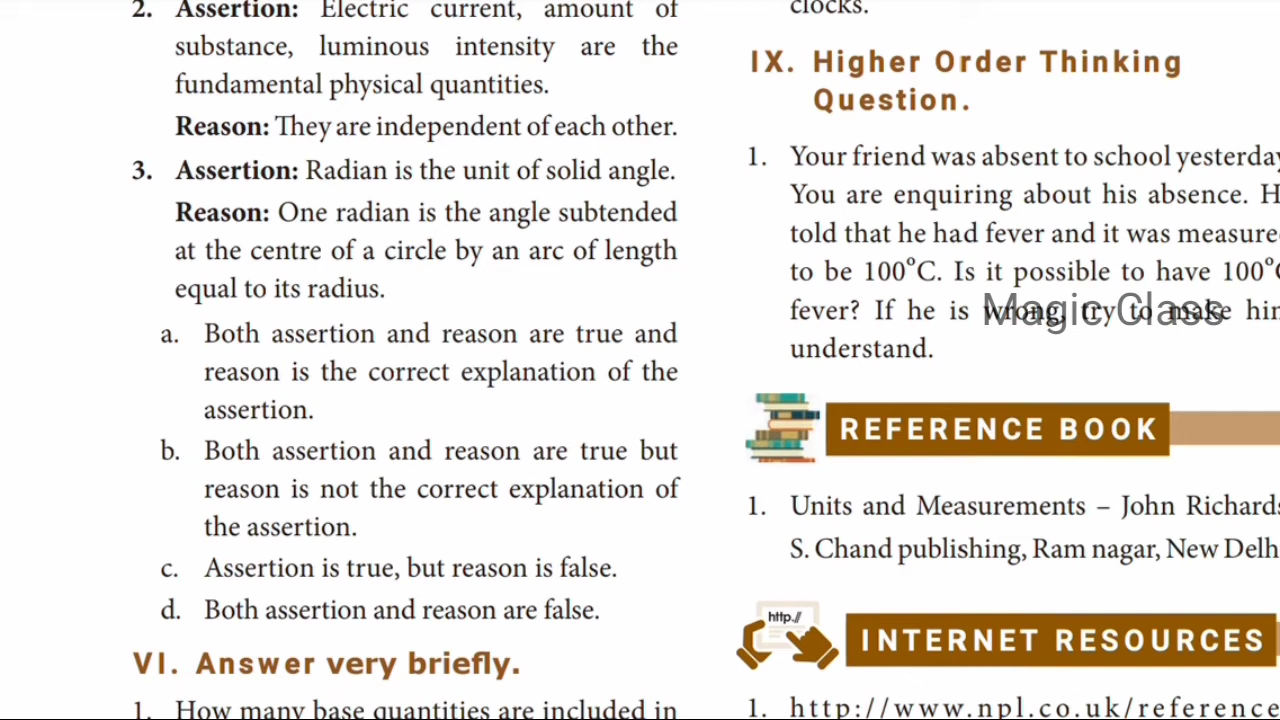 2. Assertion: Electric current, amount of
substance, luminous intensity are the
fundamental physical quantities.
Reason: They are independent of each other.
3. Assertion: Radian is the unit of solid angle.
Reason: One radian is the angle subtended
at the centre of a circle by an arc of length
equal to its radius.
a. Both assertion and reason are true and
reason is the correct explanation of the
assertion.
b. Both assertion and reason are true but
reason is not the correct explanation of
the assertion.
c. Assertion is true, but reason is false.
d. Both assertion and reason are false.
VI. Answer very briefly.
1. How many base quantities are included in
clocks.
IX. Higher Order Thinking
Question.
1. Your friend was absent to school yesterday
You are enquiring about his absence. H
told that he had fever and it was measure
to be 100°C. Is it possible to have 100°C
fever? If he is wrong, try to make him
understand.
Magic Class
REFERENCE BOOK
1. Units and Measurements – John Richards
S. Chand publishing, Ram nagar, New Delh
http://
INTERNET RESOURCES
1. http://www.npl.co.uk/reference